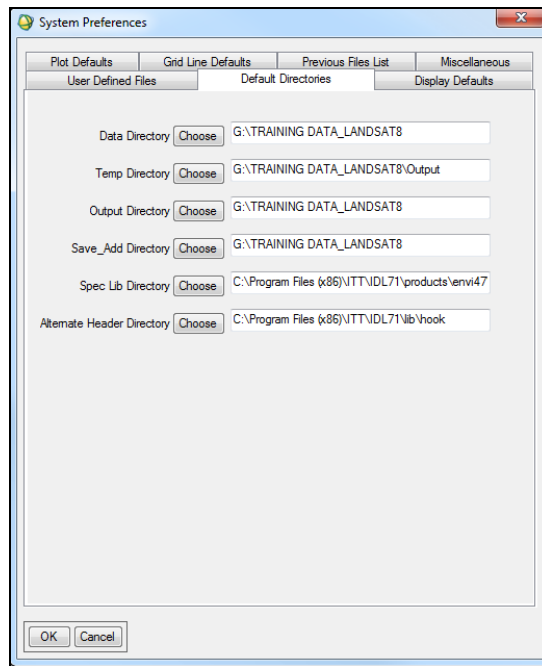 System Preferences
Plot Defaults Grid Line Defaults Previous Files List Miscellaneous
User Defined Files Default Directories Display Defaults
Data Directory Choose G:\TRAINING DATA_LANDSAT8
Temp Directory Choose G:\TRAINING DATA_LANDSAT8\Output
Output Directory Choose G:\TRAINING DATA_LANDSAT8
Save_Add Directory Choose G:\TRAINING DATA_LANDSAT8
Spec Lib Directory Choose C:\Program Files (x86)\ITT\IDL71\products\envi47
Alternate Header Directory Choose C:\Program Files (x86)\ITT\IDL71\lib\hook
OK Cancel